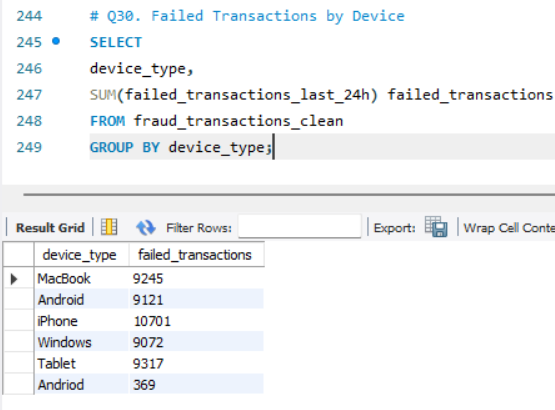 244 # Q30. Failed Transactions by Device
245 SELECT
246 device_type,
247 SUM(failed_transactions_last_24h) failed_transactions
248 FROM fraud_transactions_clean
249 GROUP BY device_type;
Result Grid Filter Rows: Export: Wrap Cell Conte
device_type failed_transactions
MacBook 9245
Android 9121
iPhone 10701
Windows 9072
Tablet 9317
Andriod 369